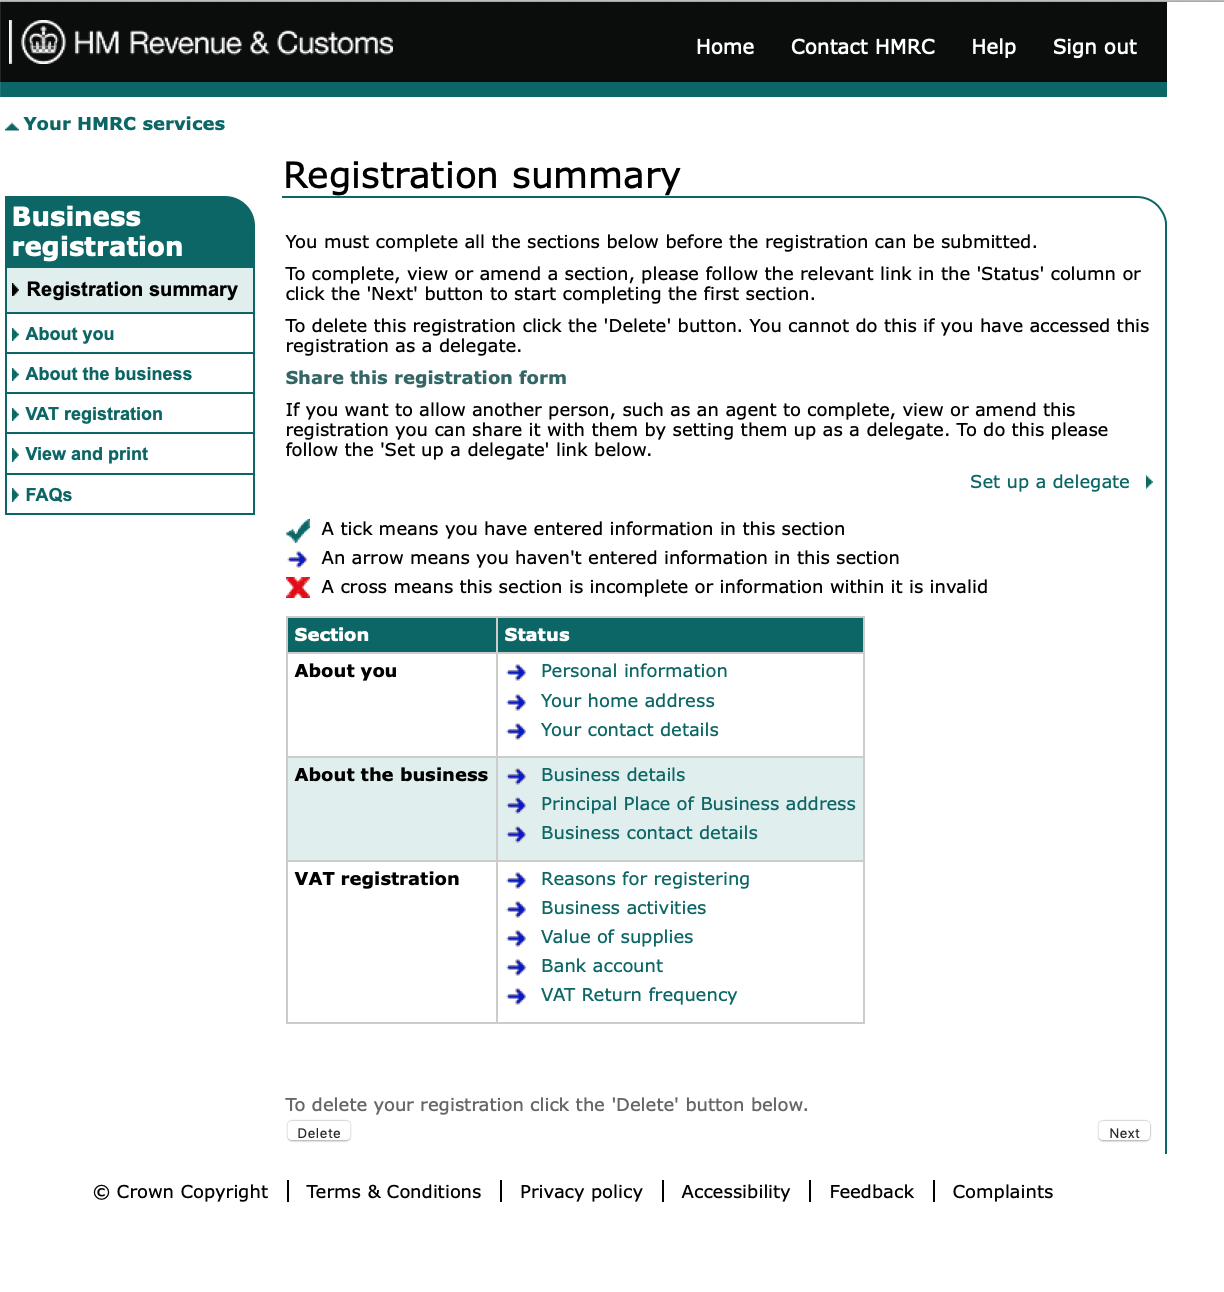 HM Revenue & Customs
Home Contact HMRC Help Sign out
Your HMRC services
Registration summary
Business
registration
Registration summary
About you
About the business
VAT registration
View and print
FAQs
You must complete all the sections below before the registration can be submitted.
To complete, view or amend a section, please follow the relevant link in the 'Status' column or
click the 'Next' button to start completing the first section.
To delete this registration click the 'Delete' button. You cannot do this if you have accessed this
registration as a delegate.
Share this registration form
If you want to allow another person, such as an agent to complete, view or amend this
registration you can share it with them by setting them up as a delegate. To do this please
follow the 'Set up a delegate' link below.
Set up a delegate
A tick means you have entered information in this section
An arrow means you haven't entered information in this section
A cross means this section is incomplete or information within it is invalid
Section Status
About you Personal information
Your home address
Your contact details
About the business Business details
Principal Place of Business address
Business contact details
VAT registration Reasons for registering
Business activities
Value of supplies
Bank account
VAT Return frequency
To delete your registration click the 'Delete' button below.
Delete Next
© Crown Copyright Terms & Conditions Privacy policy Accessibility Feedback Complaints